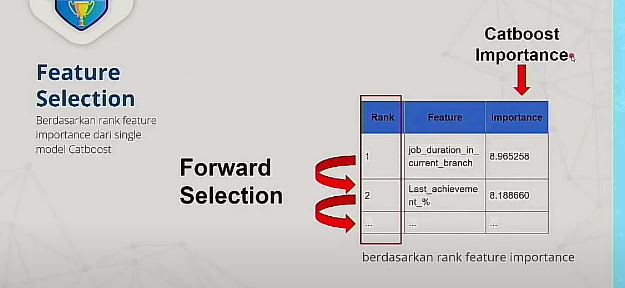 Feature
Selection
Berdasarkan rank feature
importance dari single
model Catboost
Forward
Selection
Catboost
Importance
Rank Feature Importance
1 job_duration_in_
current_branch 8.965258
2 Last_achieveme
nt_% 8.188660
... ... ...
berdasarkan rank feature importance